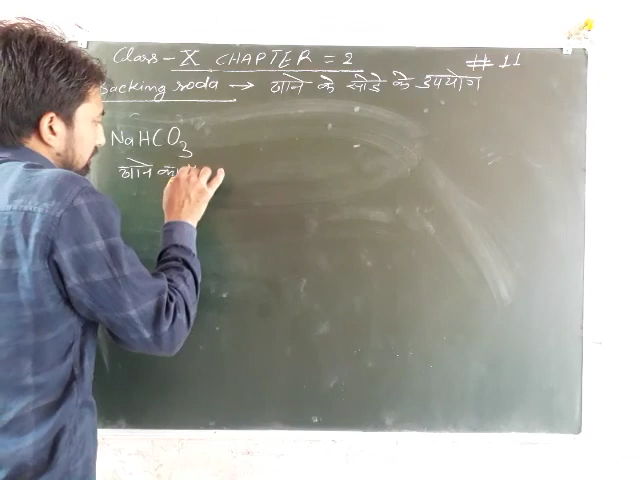 Class - X CHAPTER = 2 # 11
backing soda → खाने के सोडे के उपयोग
NaHCO3
खाने का